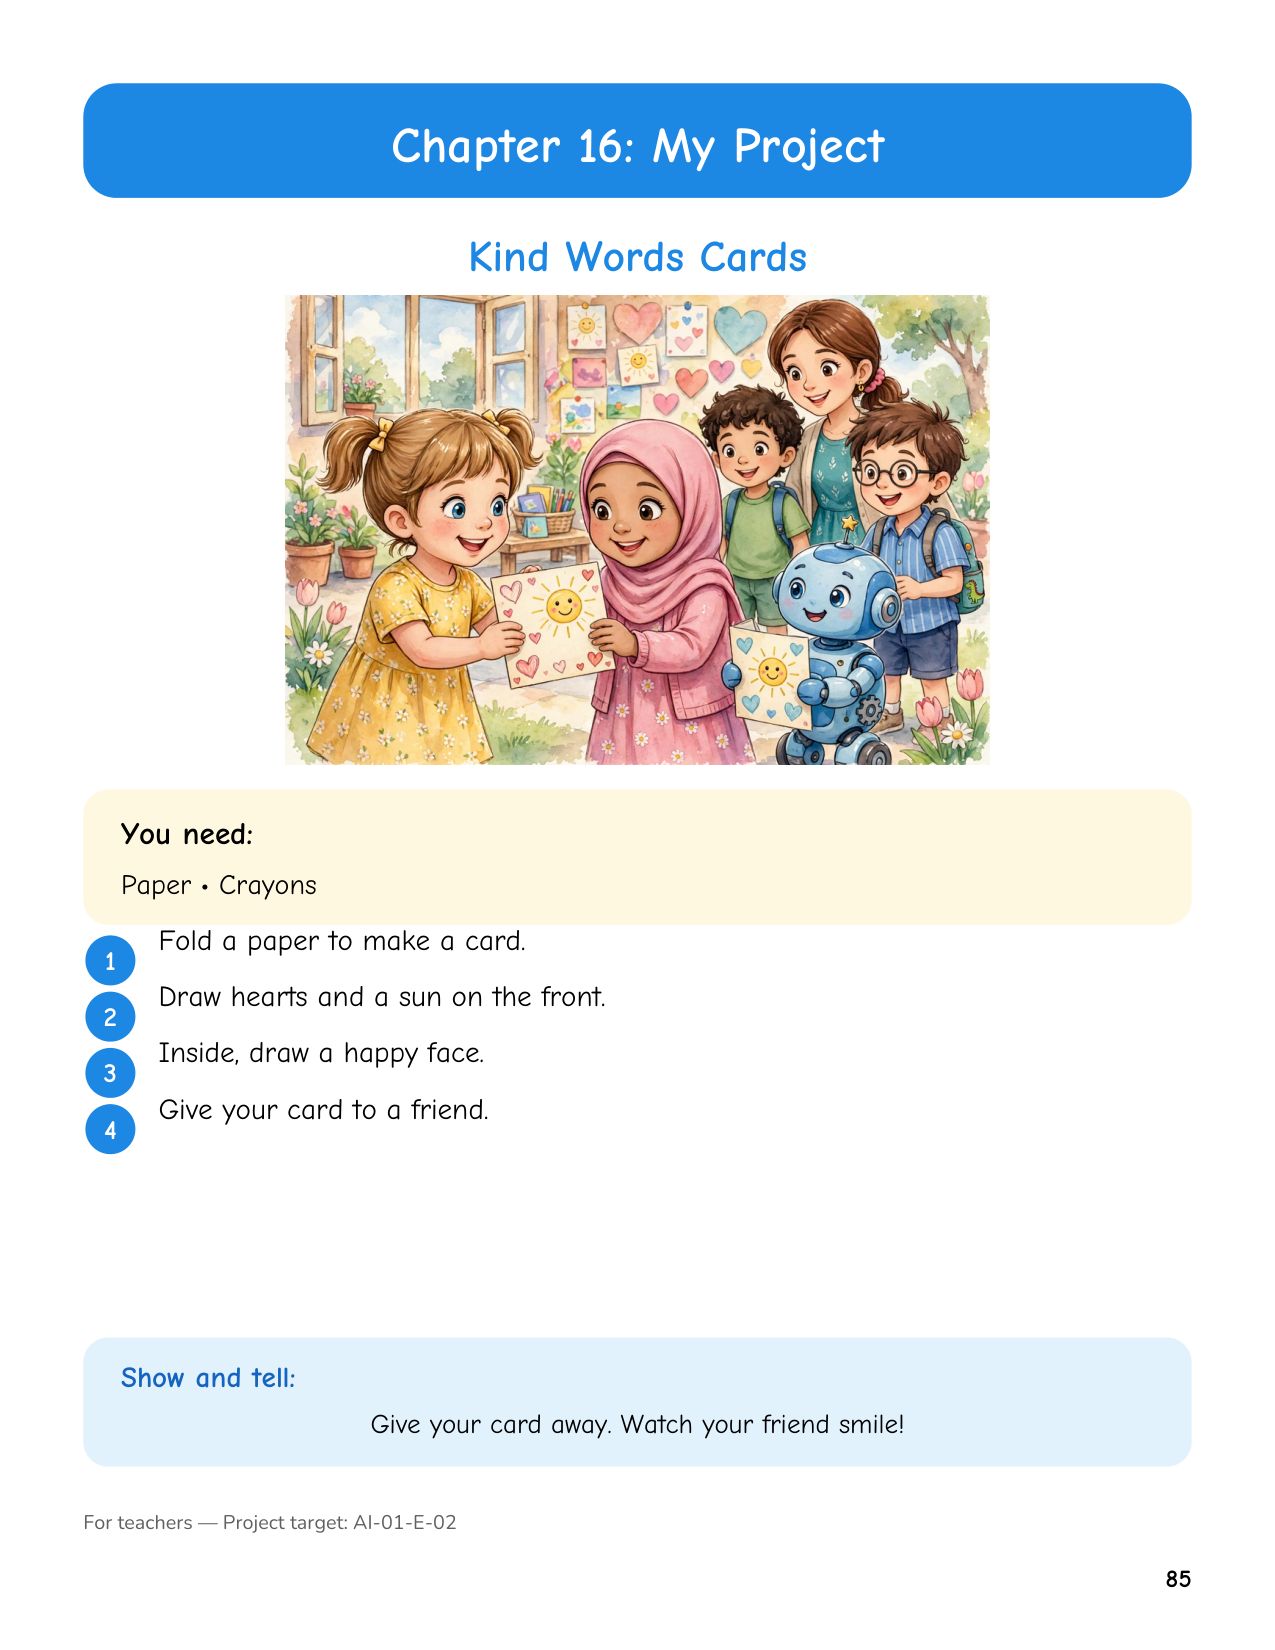 Chapter 16: My Project
Kind Words Cards
You need:
Paper • Crayons
1 Fold a paper to make a card.
2 Draw hearts and a sun on the front.
3 Inside, draw a happy face.
4 Give your card to a friend.
Show and tell:
Give your card away. Watch your friend smile!
For teachers — Project target: AI-01-E-02
85